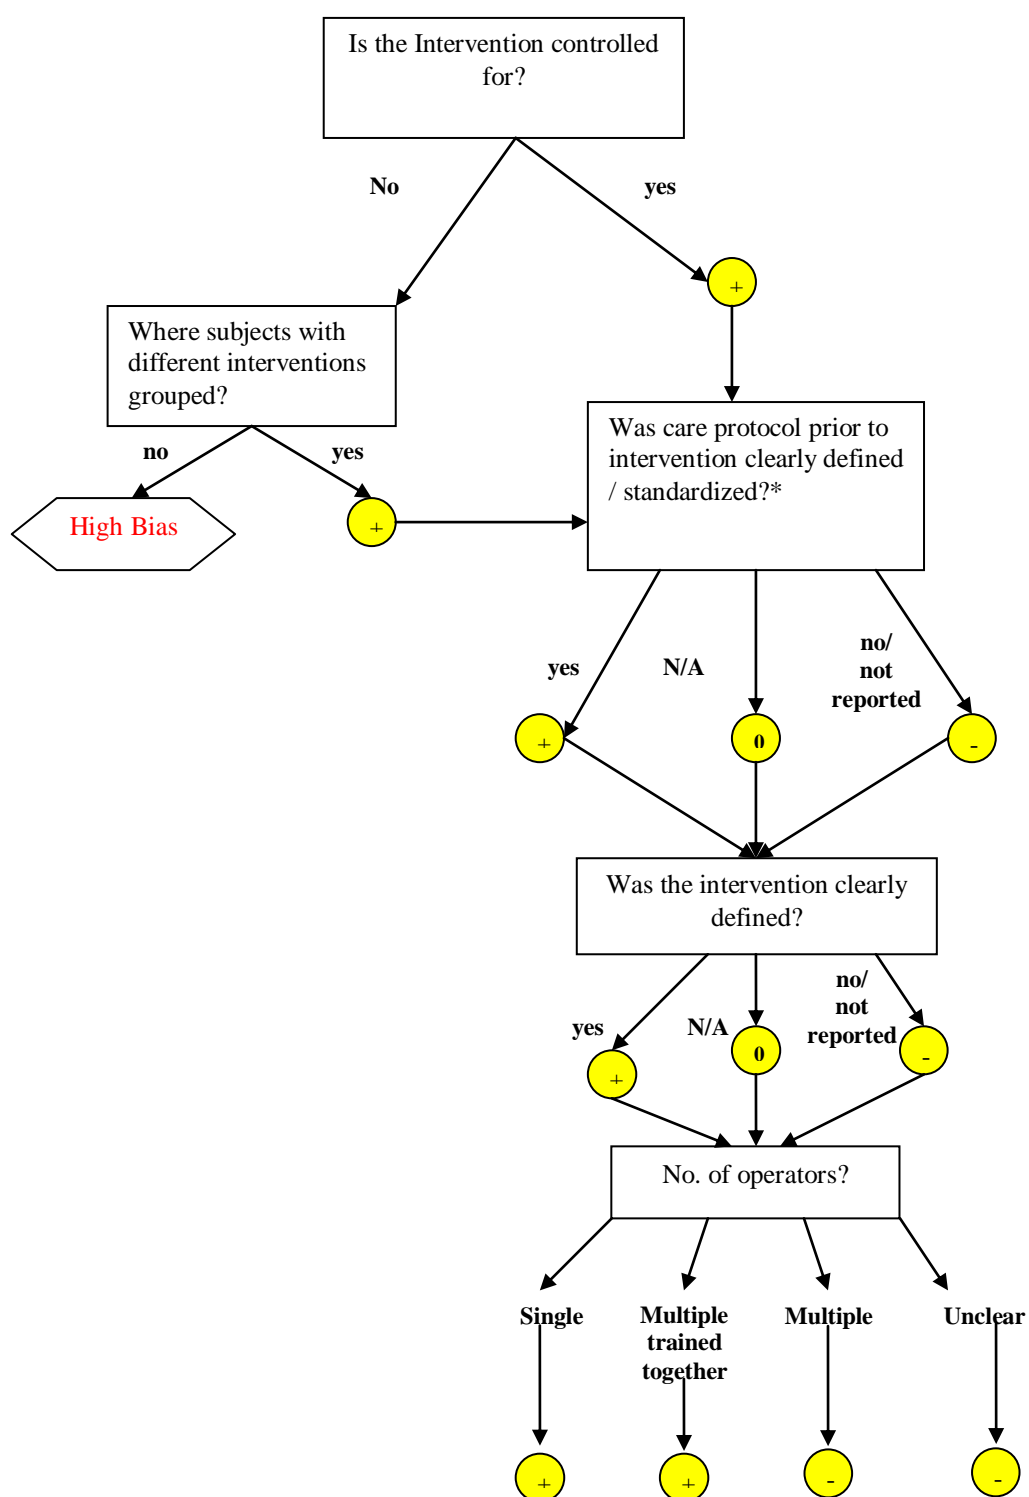 Is the Intervention controlled
for?
No
yes
+
Where subjects with
different interventions
grouped?
no
yes
High Bias
+
Was care protocol prior to
intervention clearly defined
/ standardized?*
yes
N/A
no/
not
reported
+
0
-
Was the intervention clearly
defined?
yes
N/A
no/
not
reported
+
0
-
No. of operators?
Single
Multiple
trained
together
Multiple
Unclear
+
+
-
-